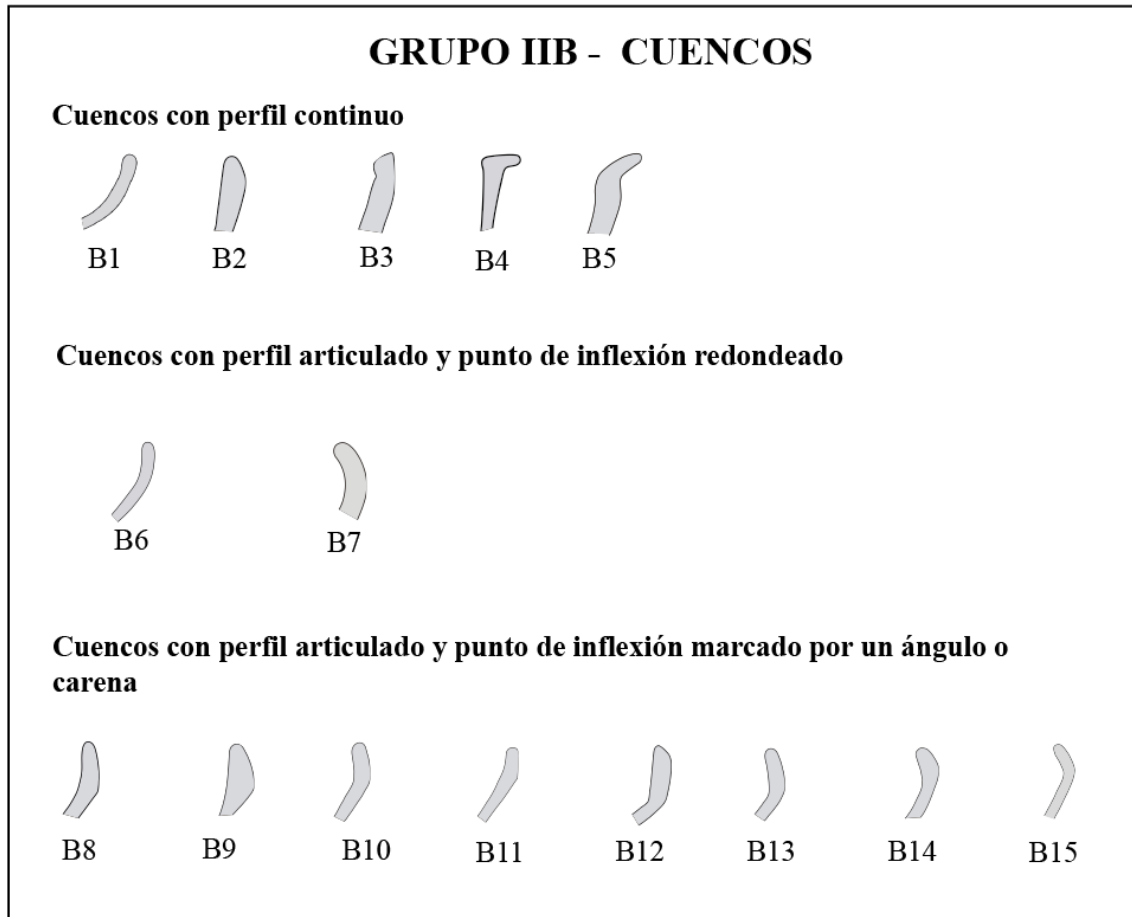 GRUPO IIB - CUENCOS
Cuencos con perfil continuo
B1 B2 B3 B4 B5
Cuencos con perfil articulado y punto de inflexión redondeado
B6 B7
Cuencos con perfil articulado y punto de inflexión marcado por un ángulo o
carena
B8 B9 B10 B11 B12 B13 B14 B15